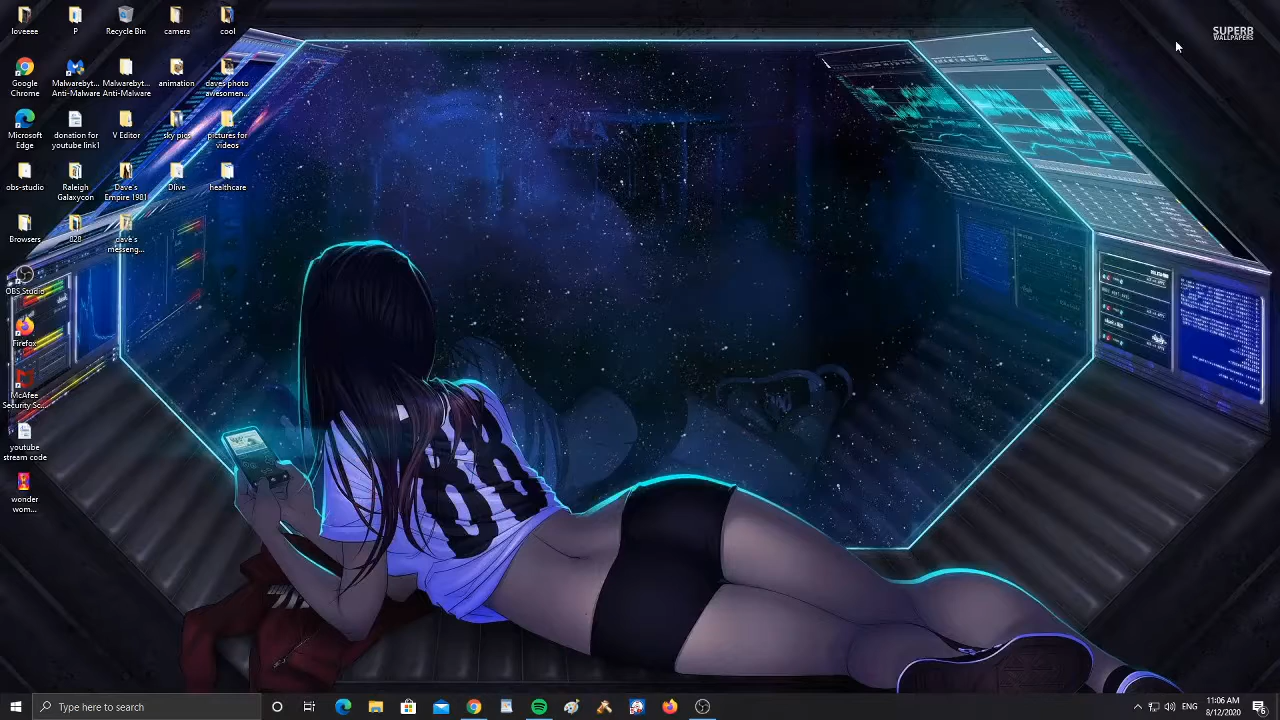 loveeee
P
Recycle Bin
camera
cool
SUPERB
WALLPAPERS
Google
Chrome
Malwareby...
Anti-Malware
Malwarebyt...
Anti-Malware
animation
daves photo
awesomen...
Microsoft
Edge
donation for
youtube link1
V Editor
sky pics
pictures for
videos
obs-studio
Raleigh
Galaxycon
Dave's
Empire 1981
Dlive
healthcare
Browsers
828
dave's
messeng...
OBS Studio
Firefox
McAfee
Security Sc...
youtube
stream code
wonder
wom...
Type here to search
ENG
11:06 AM
8/12/2020
6